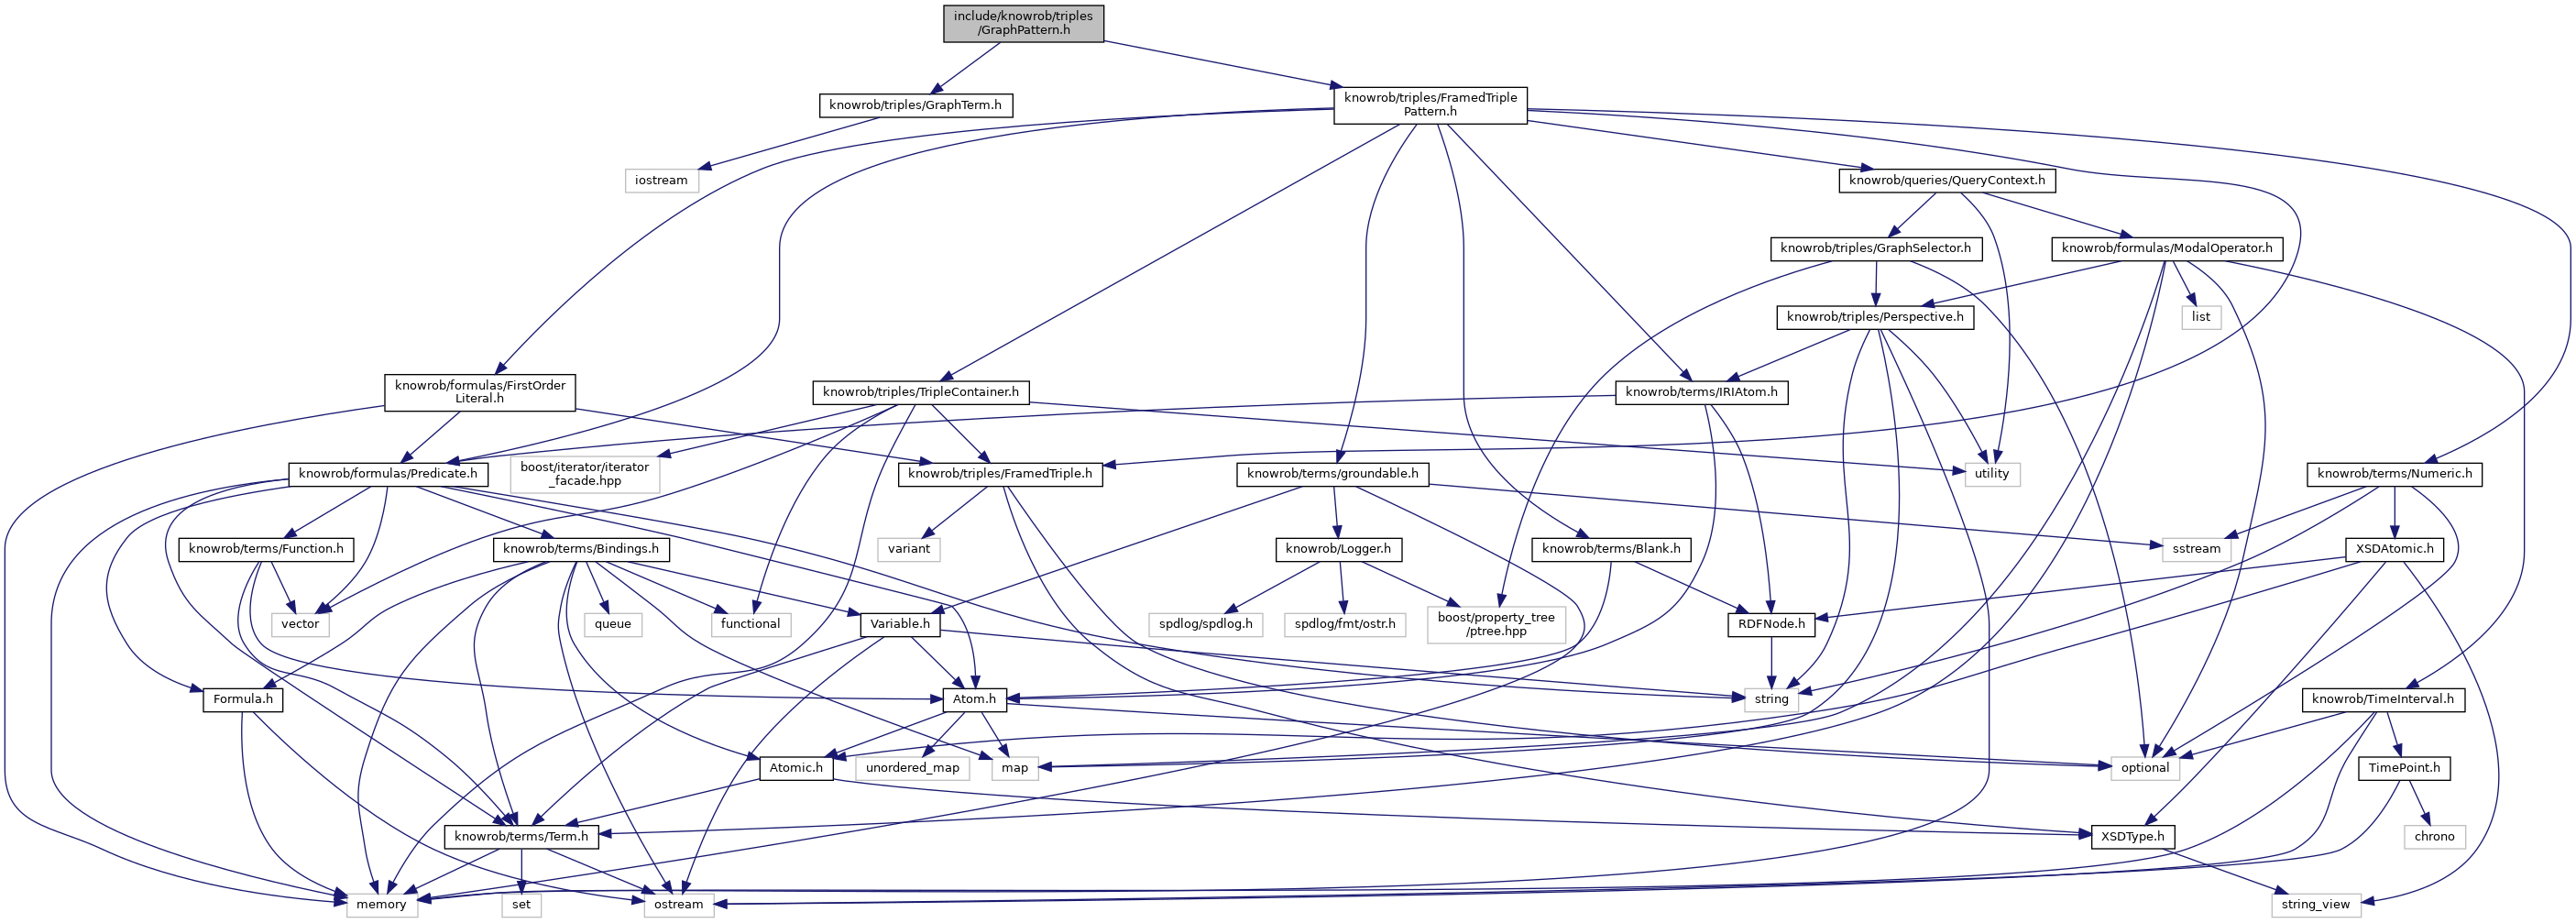 include/knowrob/triples
/GraphPattern.h
knowrob/triples/GraphTerm.h
knowrob/triples/FramedTriple
Pattern.h
iostream
knowrob/queries/QueryContext.h
knowrob/triples/GraphSelector.h
knowrob/formulas/ModalOperator.h
knowrob/triples/Perspective.h
list
knowrob/formulas/FirstOrder
Literal.h
knowrob/triples/TripleContainer.h
knowrob/terms/IRIAtom.h
knowrob/formulas/Predicate.h
boost/iterator/iterator
_facade.hpp
knowrob/triples/FramedTriple.h
knowrob/terms/groundable.h
utility
knowrob/terms/Numeric.h
knowrob/terms/Function.h
knowrob/terms/Bindings.h
variant
knowrob/Logger.h
knowrob/terms/Blank.h
sstream
XSDAtomic.h
vector
queue
functional
Variable.h
spdlog/spdlog.h
spdlog/fmt/ostr.h
boost/property_tree
/ptree.hpp
RDFNode.h
Formula.h
Atom.h
string
knowrob/TimeInterval.h
Atomic.h
unordered_map
map
optional
TimePoint.h
knowrob/terms/Term.h
XSDType.h
chrono
memory
set
ostream
string_view